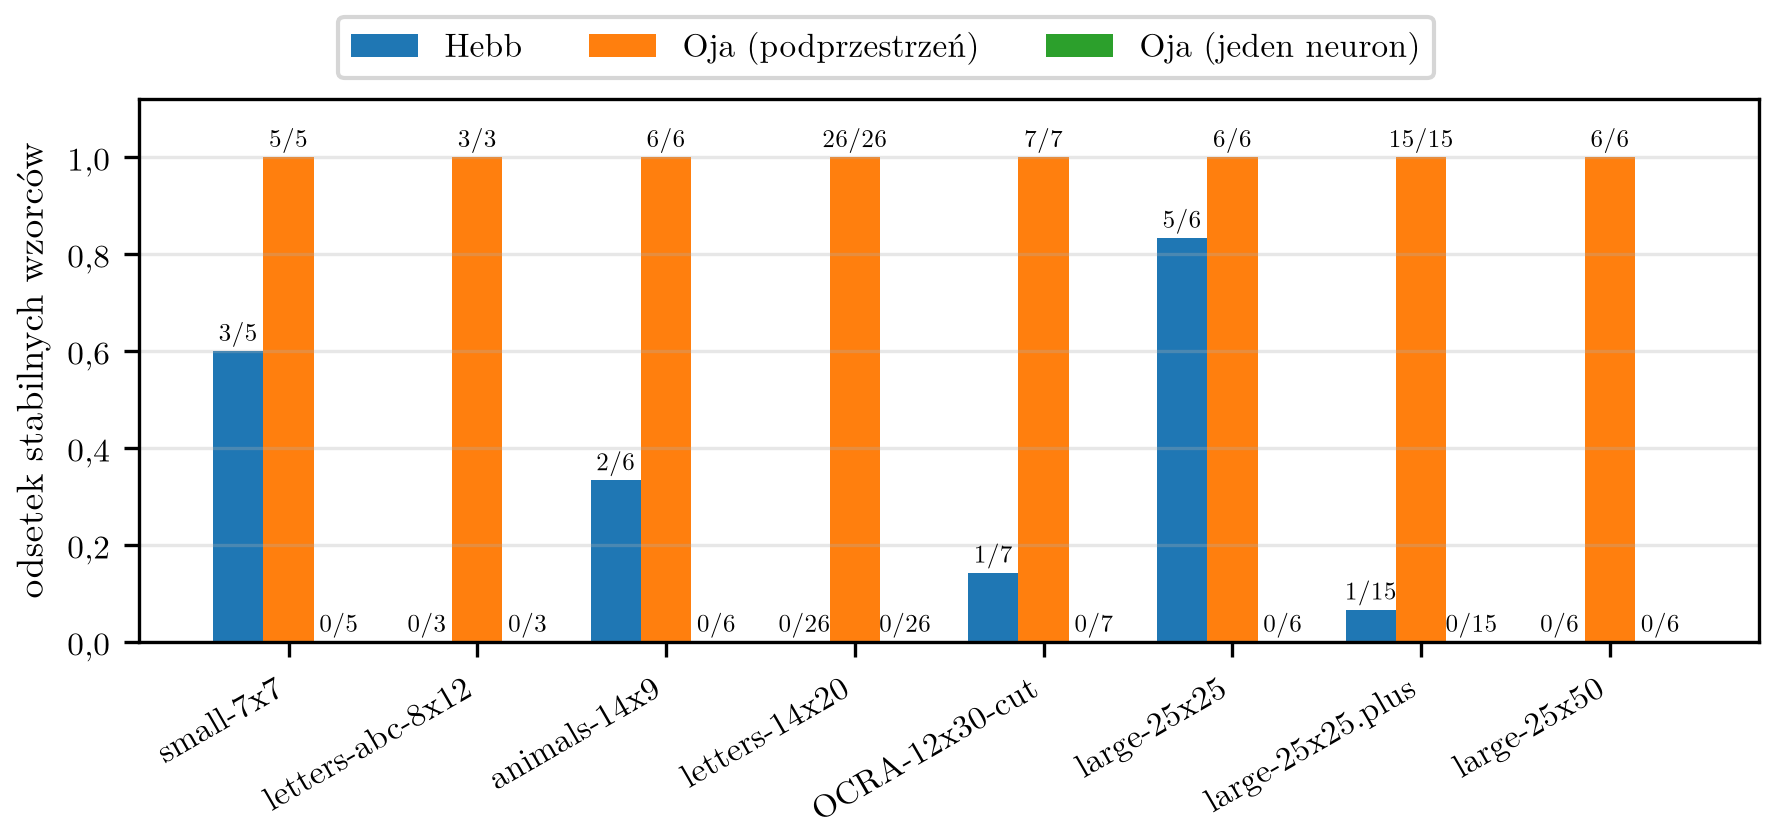 Hebb
Oja (podprzestrzeń)
Oja (jeden neuron)
odsetek stabilnych wzorców
1,0
0,8
0,6
0,4
0,2
0,0
3/5
5/5
0/5
0/3
3/3
0/3
2/6
6/6
0/6
0/26
26/26
0/26
1/7
7/7
0/7
5/6
6/6
0/6
1/15
15/15
0/15
0/6
6/6
0/6
small-7x7
letters-abc-8x12
animals-14x9
letters-14x20
OCRA-12x30-cut
large-25x25
large-25x25.plus
large-25x50